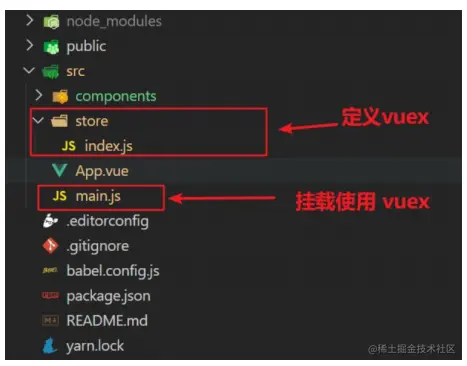 node_modules
public
src
components
store
定义vuex
index.js
App.vue
JS main.js
挂载使用 vuex
.editorconfig
.gitignore
babel.config.js
package.json
README.md
yarn.lock
@稀土掘金技术社区